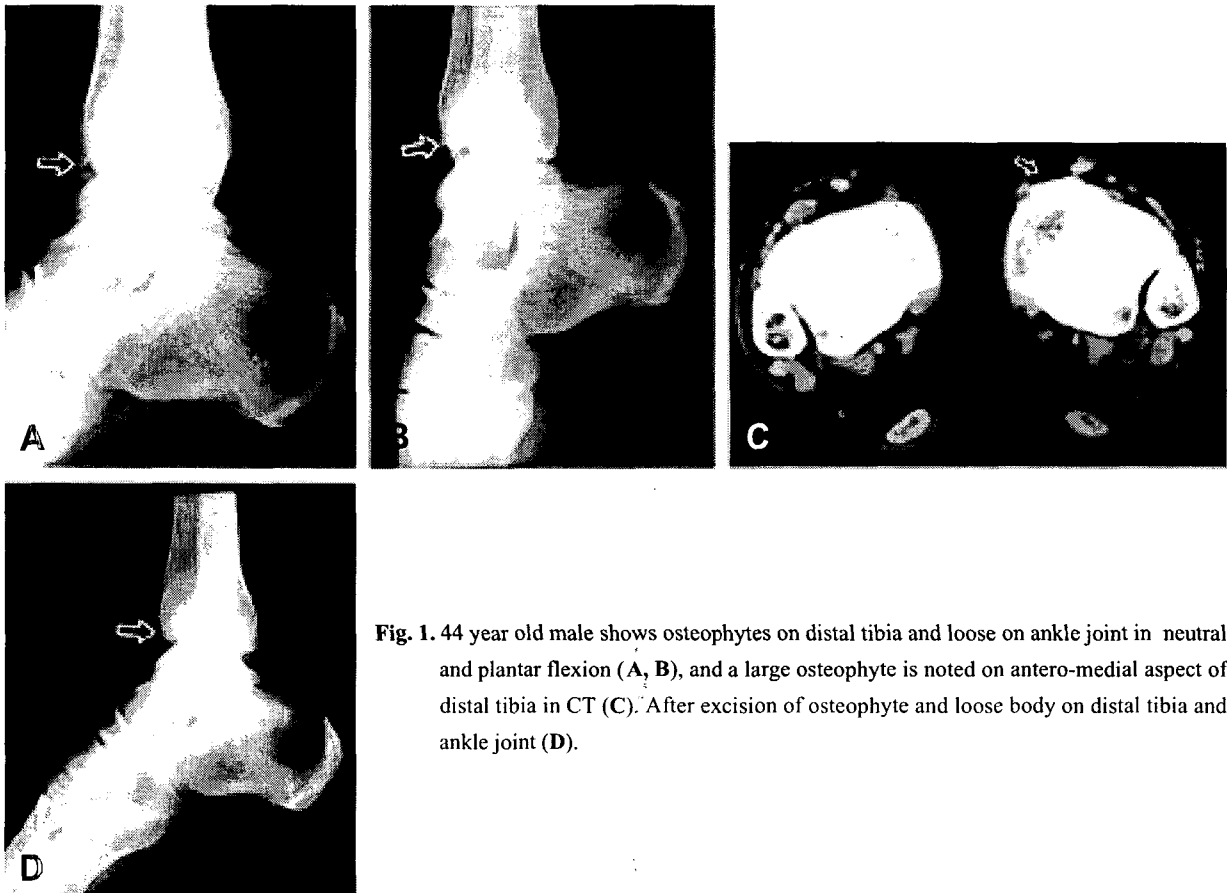 A
B
C
D
Fig. 1. 44 year old male shows osteophytes on distal tibia and loose on ankle joint in neutral
and plantar flexion (A, B), and a large osteophyte is noted on antero-medial aspect of
distal tibia in CT (C). After excision of osteophyte and loose body on distal tibia and
ankle joint (D).